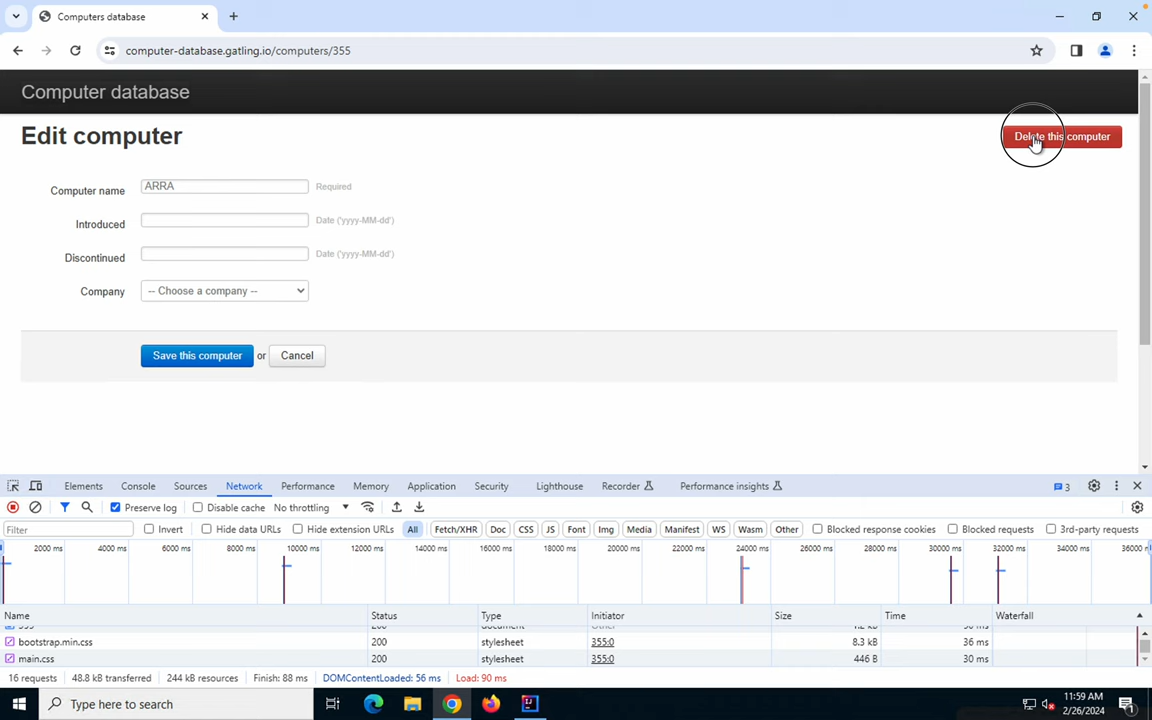 Computers database
computer-database.gatling.io/computers/355
Computer database
Edit computer
Delete this computer
Computer name ARRA Required
Introduced Date ('yyyy-MM-dd')
Discontinued Date ('yyyy-MM-dd')
Company -- Choose a company --
Save this computer or Cancel
Elements Console Sources Network Performance Memory Application Security Lighthouse Recorder Performance insights 3
Preserve log Disable cache No throttling
Filter Invert Hide data URLs Hide extension URLs All Fetch/XHR Doc CSS JS Font Img Media Manifest WS Wasm Other Blocked response cookies Blocked requests 3rd-party requests
2000 ms 4000 ms 6000 ms 8000 ms 10000 ms 12000 ms 14000 ms 16000 ms 18000 ms 20000 ms 22000 ms 24000 ms 26000 ms 28000 ms 30000 ms 32000 ms 34000 ms 36000
Name Status Type Initiator Size Time Waterfall
bootstrap.min.css 200 stylesheet 355:0 8.3 kB 36 ms
main.css 200 stylesheet 355:0 446 B 30 ms
16 requests 48.8 kB transferred 244 kB resources Finish: 88 ms DOMContentLoaded: 56 ms Load: 90 ms
Type here to search
11:59 AM
2/26/2024
1